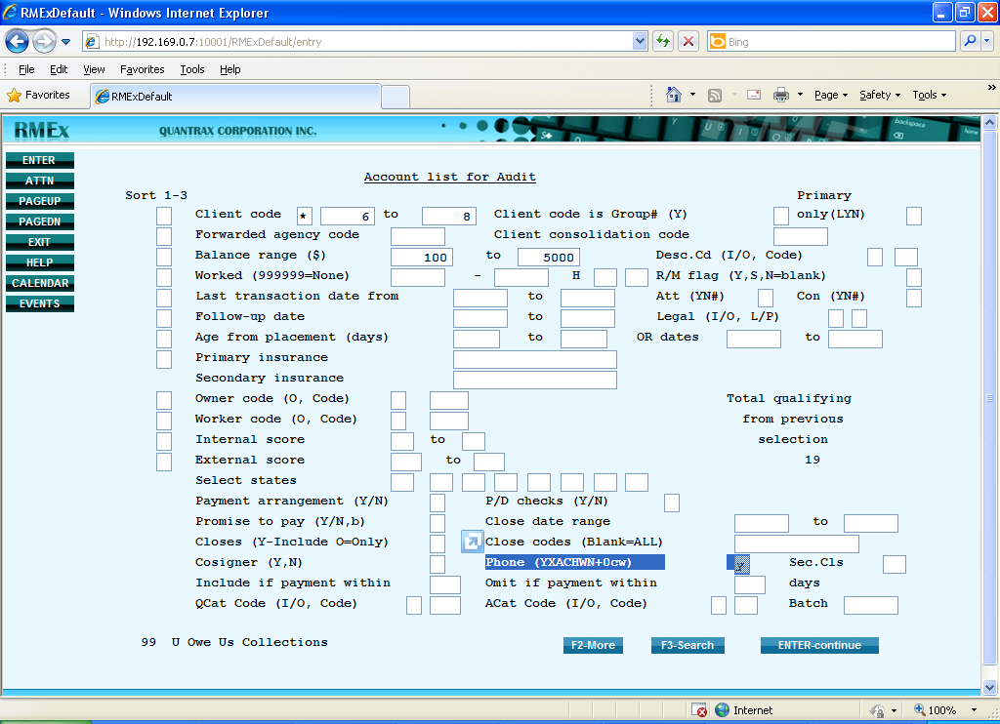 RMExDefault - Windows Internet Explorer
http://192.169.0.7:10001/RMExDefault/entry
Bing
File Edit View Favorites Tools Help
Favorites RMExDefault Page Safety Tools
RMEx QUANTRAX CORPORATION INC.
backspace
home
ENTER
ATTN
PAGEUP
PAGEDN
EXIT
HELP
CALENDAR
EVENTS
Account list for Audit
Sort 1-3 Primary
Client code * 6 to 8 Client code is Group# (Y) only(LYN)
Forwarded agency code Client consolidation code
Balance range ($) 100 to 5000 Desc.Cd (I/O, Code)
Worked (999999=None) - H R/M flag (Y,S,N=blank)
Last transaction date from to Att (YN#) Con (YN#)
Follow-up date to Legal (I/O, L/P)
Age from placement (days) to OR dates to
Primary insurance
Secondary insurance
Owner code (O, Code) Total qualifying
Worker code (O, Code) from previous
Internal score to selection
External score to 19
Select states
Payment arrangement (Y/N) P/D checks (Y/N)
Promise to pay (Y/N,b) Close date range to
Closes (Y-Include O=Only) Close codes (Blank=ALL)
Cosigner (Y,N) Phone (YXACHWN+0cw) y Sec.Cls
Include if payment within Omit if payment within days
QCat Code (I/O, Code) ACat Code (I/O, Code) Batch
99 U Owe Us Collections F2-More F3-Search ENTER-continue
Internet 100%